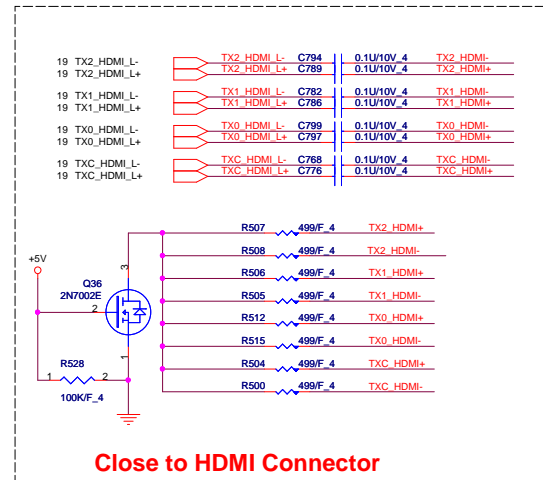 19 TX2_HDMI_L- TX2_HDMI_L- C794 0.1U/10V_4 TX2_HDMI-
19 TX2_HDMI_L+ TX2_HDMI_L+ C789 0.1U/10V_4 TX2_HDMI+
19 TX1_HDMI_L- TX1_HDMI_L- C782 0.1U/10V_4 TX1_HDMI-
19 TX1_HDMI_L+ TX1_HDMI_L+ C786 0.1U/10V_4 TX1_HDMI+
19 TX0_HDMI_L- TX0_HDMI_L- C799 0.1U/10V_4 TX0_HDMI-
19 TX0_HDMI_L+ TX0_HDMI_L+ C797 0.1U/10V_4 TX0_HDMI+
19 TXC_HDMI_L- TXC_HDMI_L- C768 0.1U/10V_4 TXC_HDMI-
19 TXC_HDMI_L+ TXC_HDMI_L+ C776 0.1U/10V_4 TXC_HDMI+
R507 499/F_4 TX2_HDMI+
R508 499/F_4 TX2_HDMI-
+5V
R506 499/F_4 TX1_HDMI+
Q36
2N7002E
3
2
1
R505 499/F_4 TX1_HDMI-
R512 499/F_4 TX0_HDMI+
R515 499/F_4 TX0_HDMI-
R504 499/F_4 TXC_HDMI+
R500 499/F_4 TXC_HDMI-
R528
1 2
100K/F_4
Close to HDMI Connector